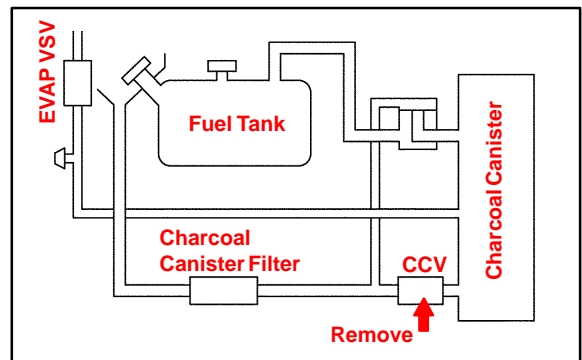 EVAP VSV
Fuel Tank
Charcoal Canister
Charcoal
Canister Filter
CCV
Remove